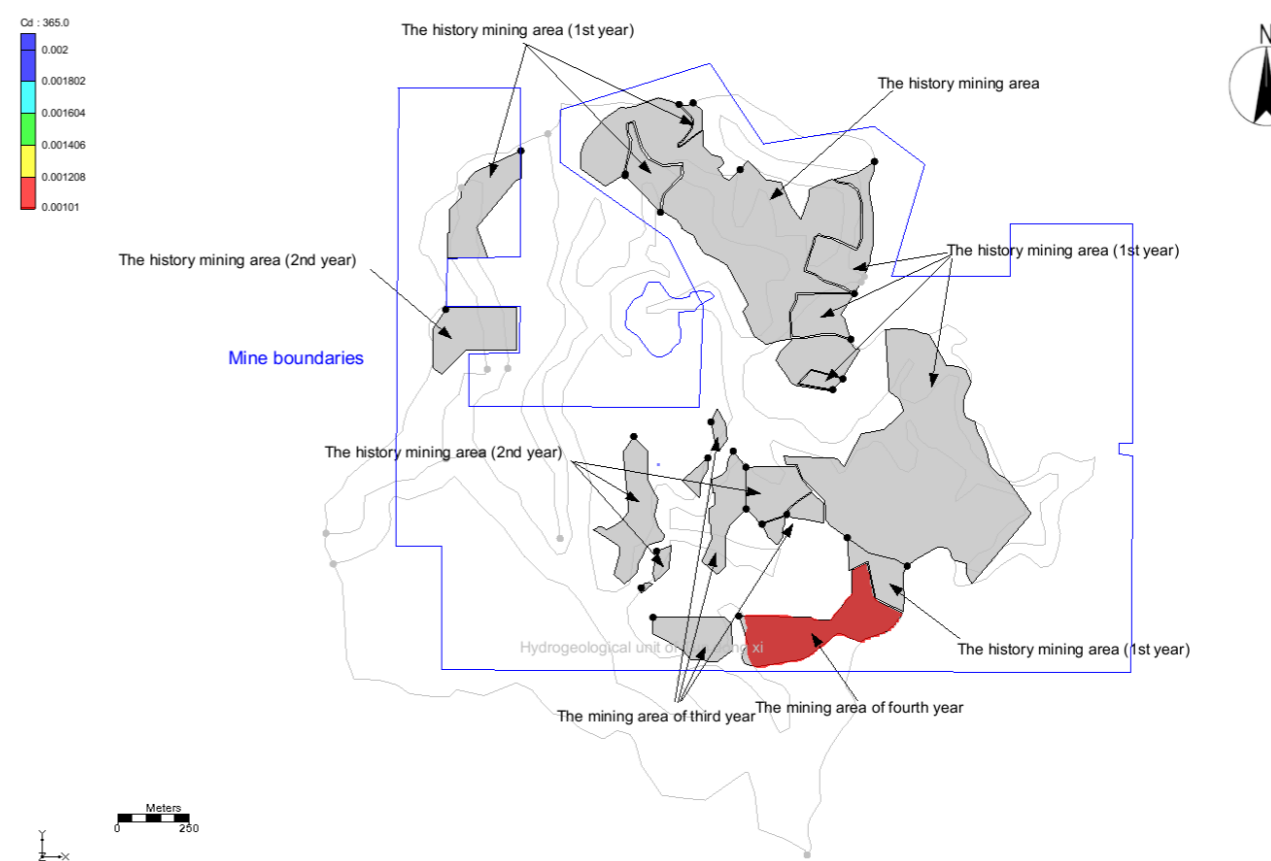 Cd : 365.0
0.002
0.001802
0.001604
0.001406
0.001208
0.00101
The history mining area (1st year)
The history mining area
N
The history mining area (2nd year)
The history mining area (1st year)
Mine boundaries
The history mining area (2nd year)
Hydrogeological unit of xi
The history mining area (1st year)
The mining area of third year
The mining area of fourth year
Meters
0 250
Y
Z X